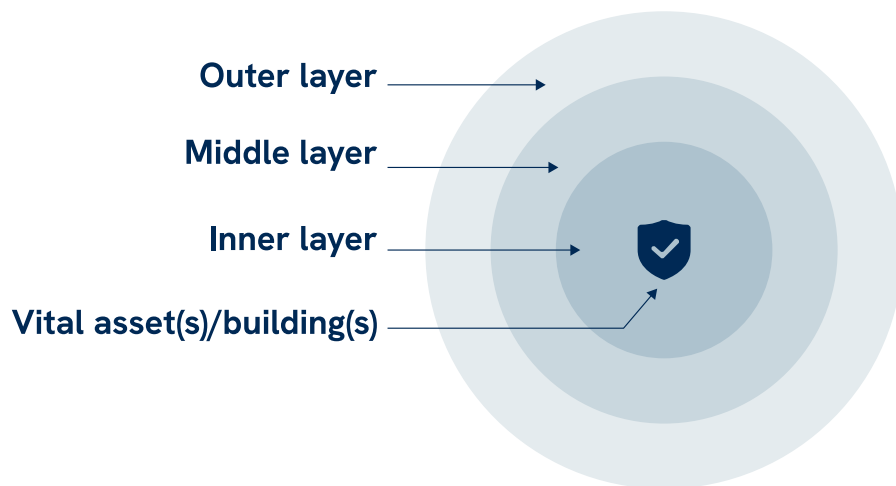 Outer layer
Middle layer
Inner layer
Vital asset(s)/building(s)